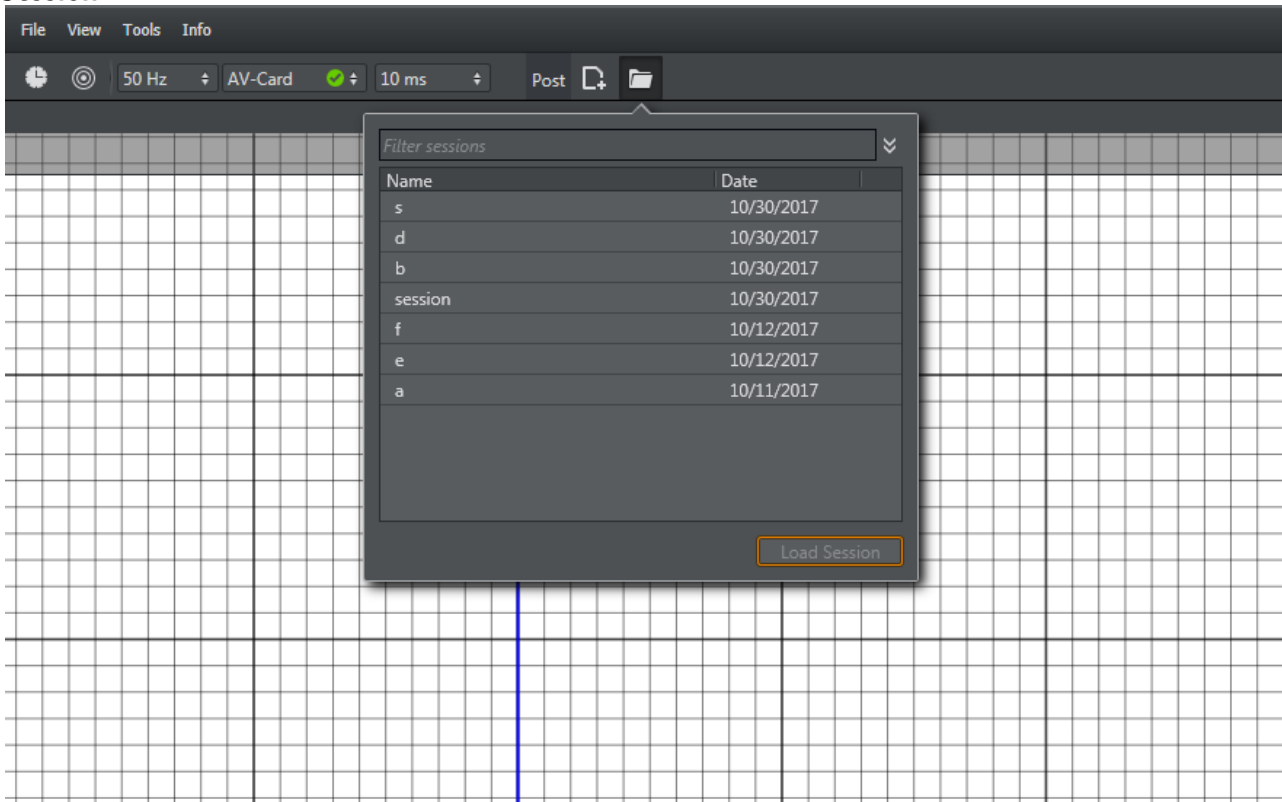 File View Tools Info
50 Hz AV-Card 10 ms Post
Filter sessions
Name Date
s 10/30/2017
d 10/30/2017
b 10/30/2017
session 10/30/2017
f 10/12/2017
e 10/12/2017
a 10/11/2017
Load Session